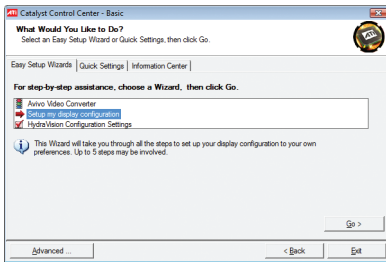 ATI Catalyst Control Center - Basic
What Would You Like to Do?
Select an Easy Setup Wizard or Quick Settings, then click Go.
ATI
Easy Setup Wizards Quick Settings Information Center
For step-by-step assistance, choose a Wizard, then click Go.
Avivo Video Converter
Setup my display configuration
HydraVision Configuration Settings
This Wizard will take you through all the steps to set up your display configuration to your own
preferences. Up to 5 steps may be involved.
Go >
Advanced ... < Back Exit